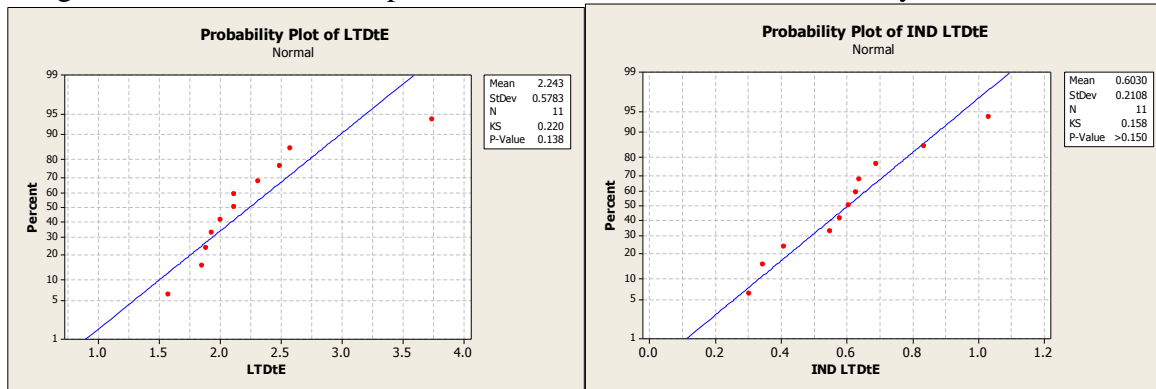 Probability Plot of LTDtE
Normal
99
95
90
80
70
60
50
40
30
20
10
5
1
Percent
1.0 1.5 2.0 2.5 3.0 3.5 4.0
LTDtE
Mean 2.243
StDev 0.5783
N 11
KS 0.220
P-Value 0.138
Probability Plot of IND LTDtE
Normal
99
95
90
80
70
60
50
40
30
20
10
5
1
Percent
0.0 0.2 0.4 0.6 0.8 1.0 1.2
IND LTDtE
Mean 0.6030
StDev 0.2108
N 11
KS 0.158
P-Value >0.150